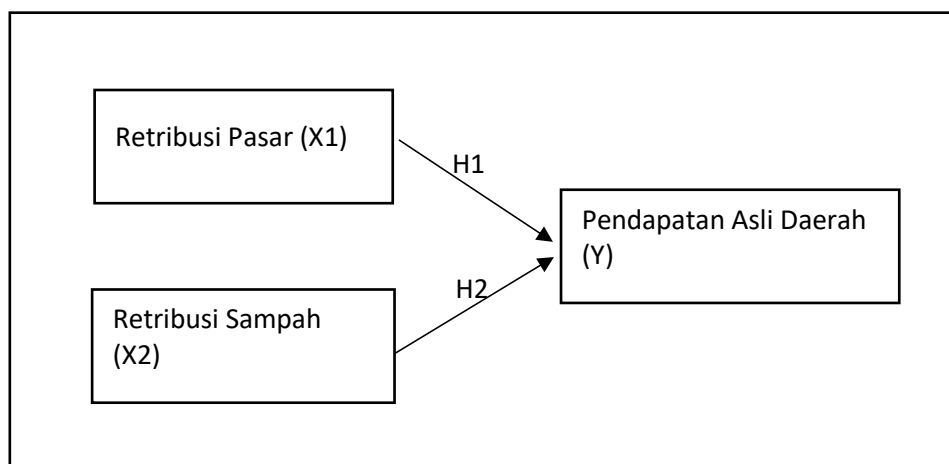 Retribusi Pasar (X1)
H1
Pendapatan Asli Daerah
(Y)
H2
Retribusi Sampah
(X2)